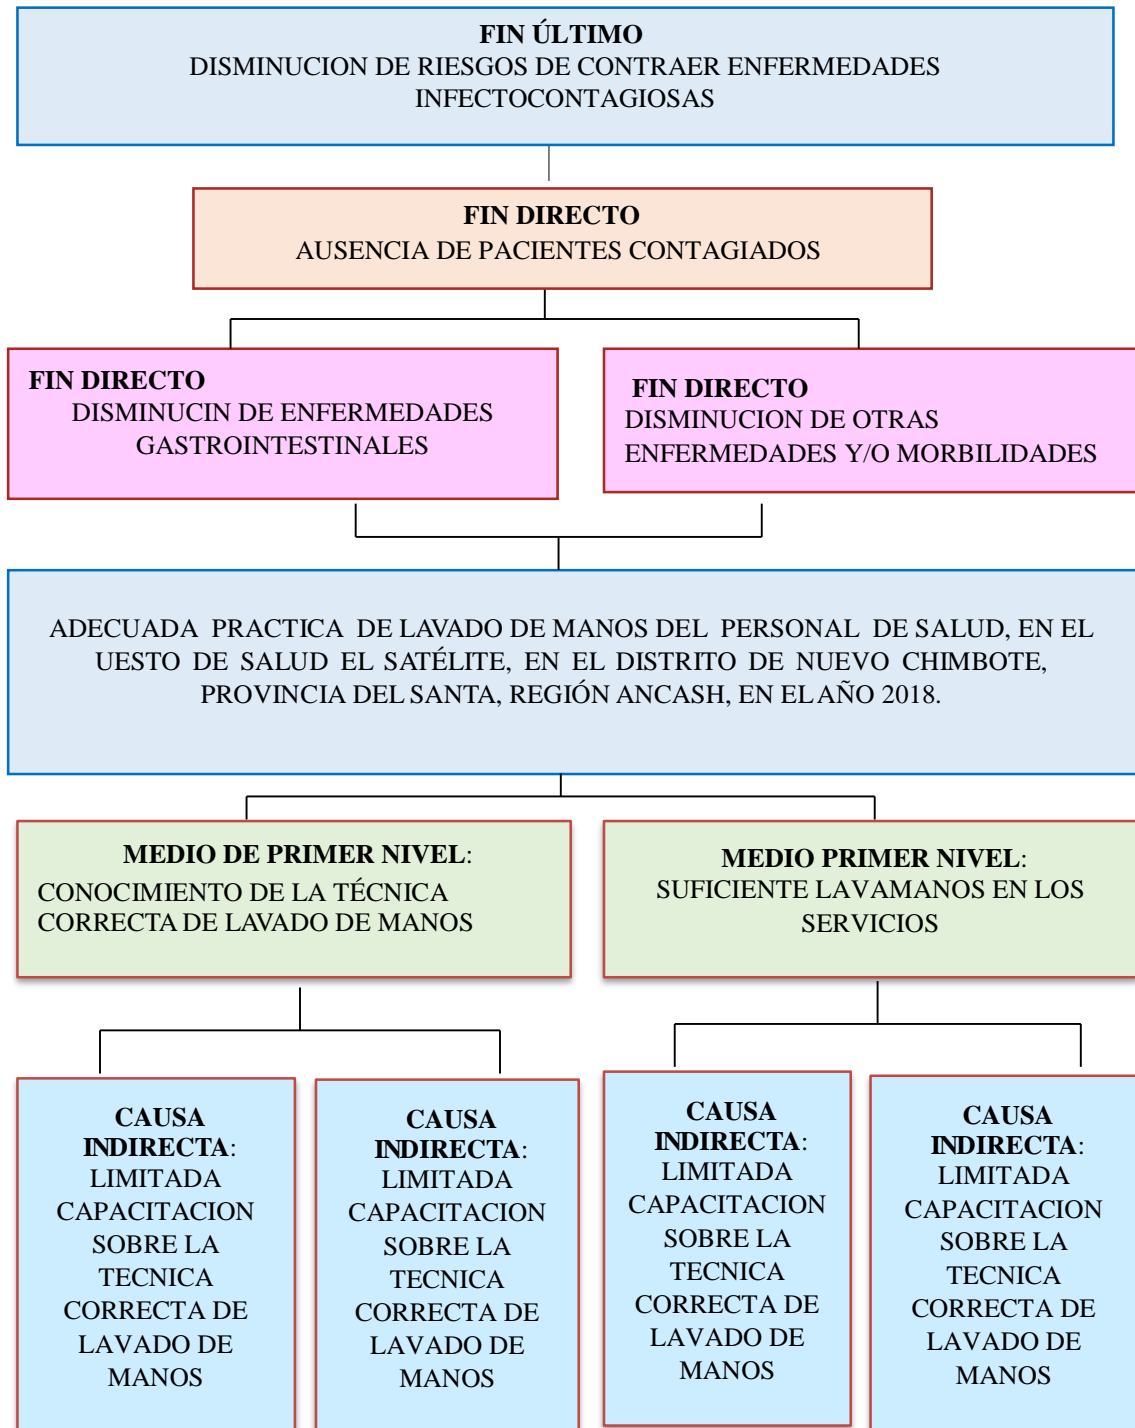 FIN ÚLTIMO
DISMINUCION DE RIESGOS DE CONTRAER ENFERMEDADES
INFECTOCONTAGIOSAS
FIN DIRECTO
AUSENCIA DE PACIENTES CONTAGIADOS
FIN DIRECTO
DISMINUCIN DE ENFERMEDADES
GASTROINTESTINALES
FIN DIRECTO
DISMINUCION DE OTRAS
ENFERMEDADES Y/O MORBILIDADES
ADECUADA PRACTICA DE LAVADO DE MANOS DEL PERSONAL DE SALUD, EN EL
UESTO DE SALUD EL SATÉLITE, EN EL DISTRITO DE NUEVO CHIMBOTE,
PROVINCIA DEL SANTA, REGIÓN ANCASH, EN EL AÑO 2018.
MEDIO DE PRIMER NIVEL:
CONOCIMIENTO DE LA TÉCNICA
CORRECTA DE LAVADO DE MANOS
MEDIO PRIMER NIVEL:
SUFICIENTE LAVAMANOS EN LOS
SERVICIOS
CAUSA
INDIRECTA:
LIMITADA
CAPACITACION
SOBRE LA
TECNICA
CORRECTA DE
LAVADO DE
MANOS
CAUSA
INDIRECTA:
LIMITADA
CAPACITACION
SOBRE LA
TECNICA
CORRECTA DE
LAVADO DE
MANOS
CAUSA
INDIRECTA:
LIMITADA
CAPACITACION
SOBRE LA
TECNICA
CORRECTA DE
LAVADO DE
MANOS
CAUSA
INDIRECTA:
LIMITADA
CAPACITACION
SOBRE LA
TECNICA
CORRECTA DE
LAVADO DE
MANOS